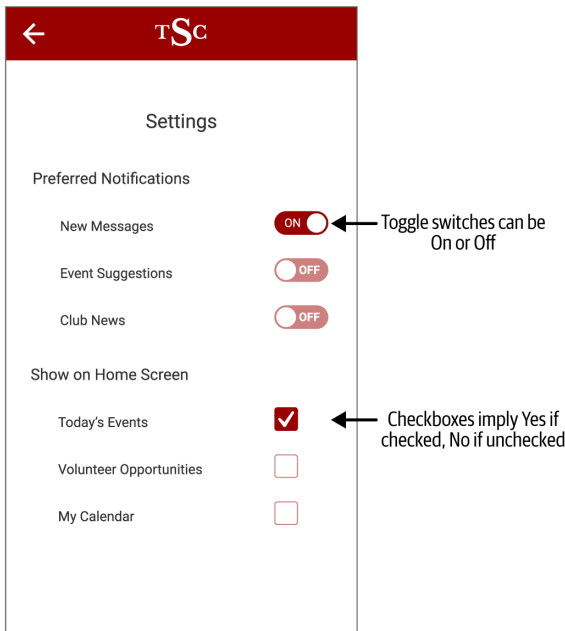 TSC
Settings
Preferred Notifications
New Messages
ON
Toggle switches can be
On or Off
Event Suggestions
OFF
Club News
OFF
Show on Home Screen
Today's Events
Checkboxes imply Yes if
checked, No if unchecked
Volunteer Opportunities
My Calendar